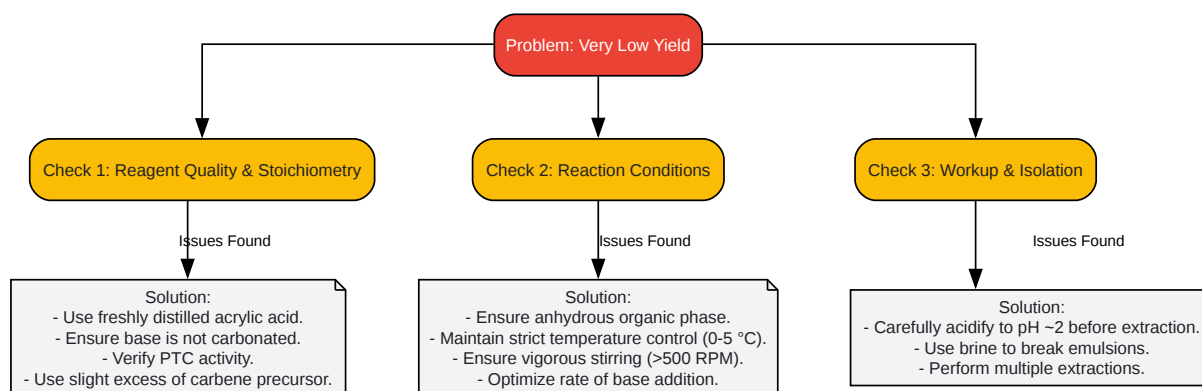 Problem: Very Low Yield
Check 1: Reagent Quality & Stoichiometry
Check 2: Reaction Conditions
Check 3: Workup & Isolation
Issues Found
Issues Found
Issues Found
Solution:
- Use freshly distilled acrylic acid.
- Ensure base is not carbonated.
- Verify PTC activity.
- Use slight excess of carbene precursor.
Solution:
- Ensure anhydrous organic phase.
- Maintain strict temperature control (0-5 °C).
- Ensure vigorous stirring (>500 RPM).
- Optimize rate of base addition.
Solution:
- Carefully acidify to pH ~2 before extraction.
- Use brine to break emulsions.
- Perform multiple extractions.